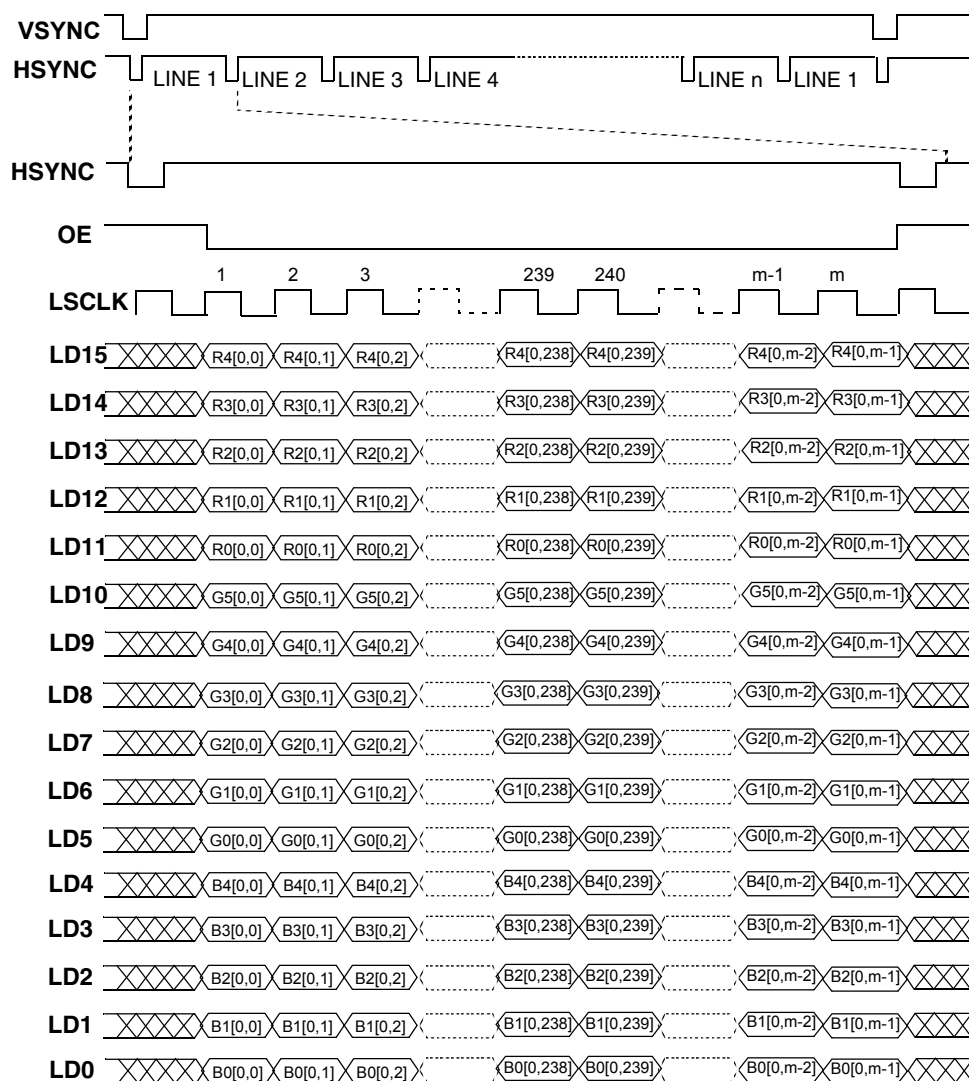 VSYNC
HSYNC LINE 1 LINE 2 LINE 3 LINE 4 LINE n LINE 1
HSYNC
OE
1 2 3 239 240 m-1 m
LSCLK
LD15 R4[0,0] R4[0,1] R4[0,2] R4[0,238] R4[0,239] R4[0,m-2] R4[0,m-1]
LD14 R3[0,0] R3[0,1] R3[0,2] R3[0,238] R3[0,239] R3[0,m-2] R3[0,m-1]
LD13 R2[0,0] R2[0,1] R2[0,2] R2[0,238] R2[0,239] R2[0,m-2] R2[0,m-1]
LD12 R1[0,0] R1[0,1] R1[0,2] R1[0,238] R1[0,239] R1[0,m-2] R1[0,m-1]
LD11 R0[0,0] R0[0,1] R0[0,2] R0[0,238] R0[0,239] R0[0,m-2] R0[0,m-1]
LD10 G5[0,0] G5[0,1] G5[0,2] G5[0,238] G5[0,239] G5[0,m-2] G5[0,m-1]
LD9 G4[0,0] G4[0,1] G4[0,2] G4[0,238] G4[0,239] G4[0,m-2] G4[0,m-1]
LD8 G3[0,0] G3[0,1] G3[0,2] G3[0,238] G3[0,239] G3[0,m-2] G3[0,m-1]
LD7 G2[0,0] G2[0,1] G2[0,2] G2[0,238] G2[0,239] G2[0,m-2] G2[0,m-1]
LD6 G1[0,0] G1[0,1] G1[0,2] G1[0,238] G1[0,239] G1[0,m-2] G1[0,m-1]
LD5 G0[0,0] G0[0,1] G0[0,2] G0[0,238] G0[0,239] G0[0,m-2] G0[0,m-1]
LD4 B4[0,0] B4[0,1] B4[0,2] B4[0,238] B4[0,239] B4[0,m-2] B4[0,m-1]
LD3 B3[0,0] B3[0,1] B3[0,2] B3[0,238] B3[0,239] B3[0,m-2] B3[0,m-1]
LD2 B2[0,0] B2[0,1] B2[0,2] B2[0,238] B2[0,239] B2[0,m-2] B2[0,m-1]
LD1 B1[0,0] B1[0,1] B1[0,2] B1[0,238] B1[0,239] B1[0,m-2] B1[0,m-1]
LD0 B0[0,0] B0[0,1] B0[0,2] B0[0,238] B0[0,239] B0[0,m-2] B0[0,m-1]